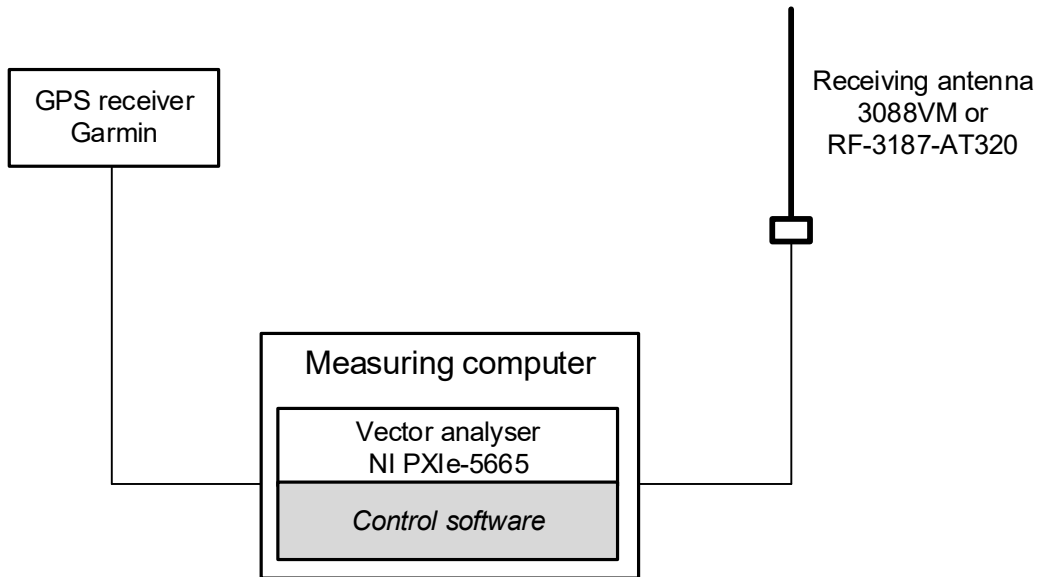 GPS receiver
Garmin
Receiving antenna
3088VM or
RF-3187-AT320
Measuring computer
Vector analyser
NI PXIe-5665
Control software